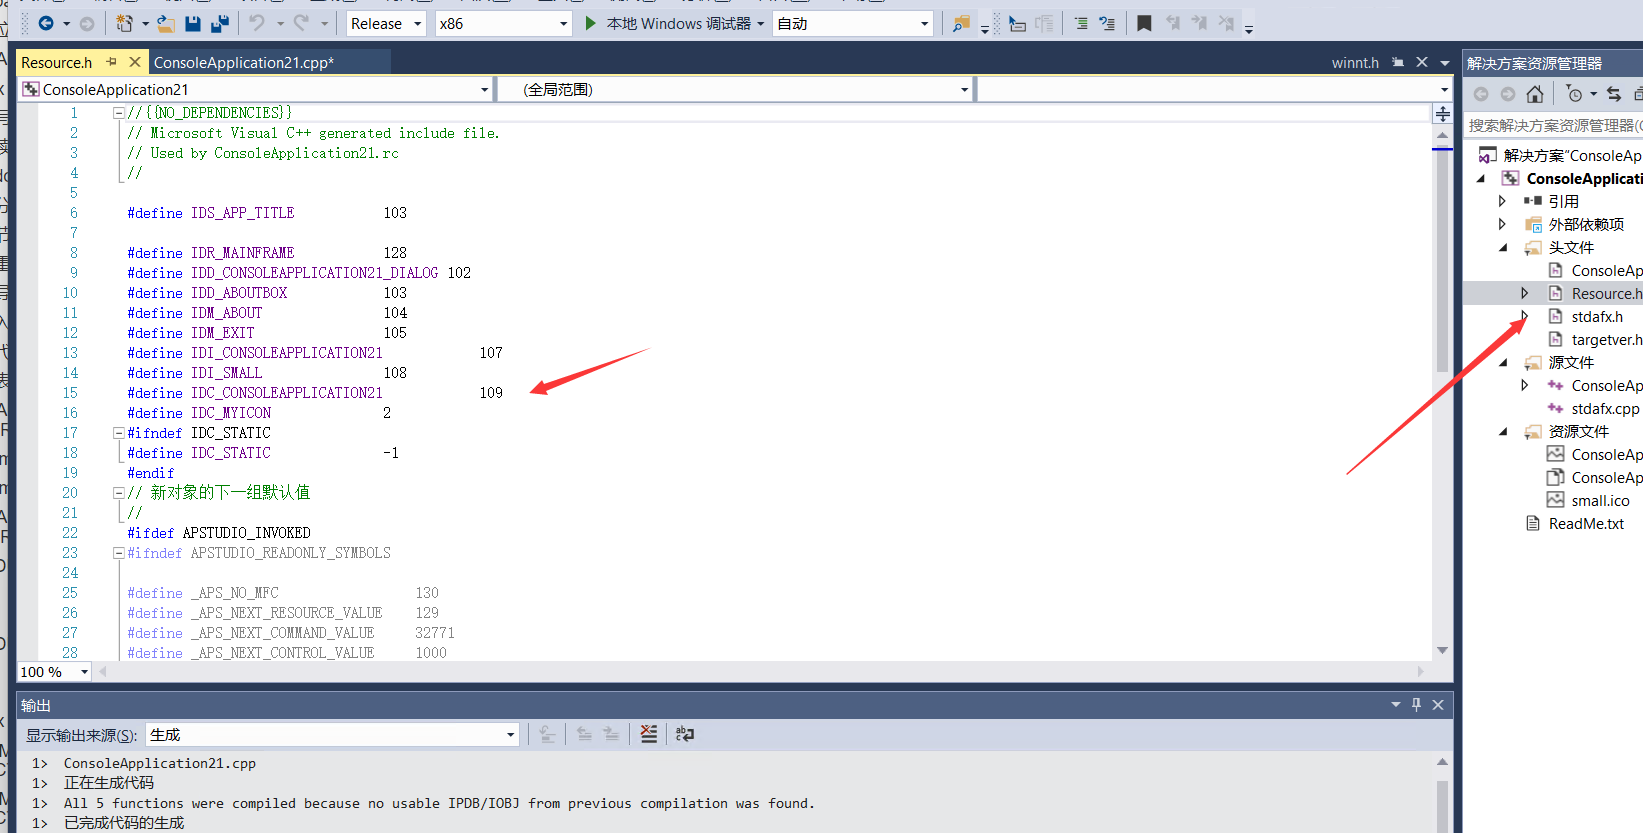 Release
x86
本地 Windows 调试器
自动
Resource.h
ConsoleApplication21.cpp*
winnt.h
解决方案资源管理器
ConsoleApplication21
(全局范围)
搜索解决方案资源管理器(
1 //{{NO_DEPENDENCIES}}
2 // Microsoft Visual C++ generated include file.
3 // Used by ConsoleApplication21.rc
4 //
5
6 #define IDS_APP_TITLE 103
7
8 #define IDR_MAINFRAME 128
9 #define IDD_CONSOLEAPPLICATION21_DIALOG 102
10 #define IDD_ABOUTBOX 103
11 #define IDM_ABOUT 104
12 #define IDM_EXIT 105
13 #define IDI_CONSOLEAPPLICATION21 107
14 #define IDI_SMALL 108
15 #define IDC_CONSOLEAPPLICATION21 109
16 #define IDC_MYICON 2
17 #ifndef IDC_STATIC
18 #define IDC_STATIC -1
19 #endif
20 // 新对象的下一组默认值
21 //
22 #ifdef APSTUDIO_INVOKED
23 #ifndef APSTUDIO_READONLY_SYMBOLS
24
25 #define _APS_NO_MFC 130
26 #define _APS_NEXT_RESOURCE_VALUE 129
27 #define _APS_NEXT_COMMAND_VALUE 32771
28 #define _APS_NEXT_CONTROL_VALUE 1000
100 %
解决方案"ConsoleAp
ConsoleApplicati
引用
外部依赖项
头文件
ConsoleAp
Resource.h
stdafx.h
targetver.h
源文件
ConsoleAp
stdafx.cpp
资源文件
ConsoleAp
ConsoleAp
small.ico
ReadMe.txt
输出
显示输出来源(S):
生成
1> ConsoleApplication21.cpp
1> 正在生成代码
1> All 5 functions were compiled because no usable IPDB/IOBJ from previous compilation was found.
1> 已完成代码的生成